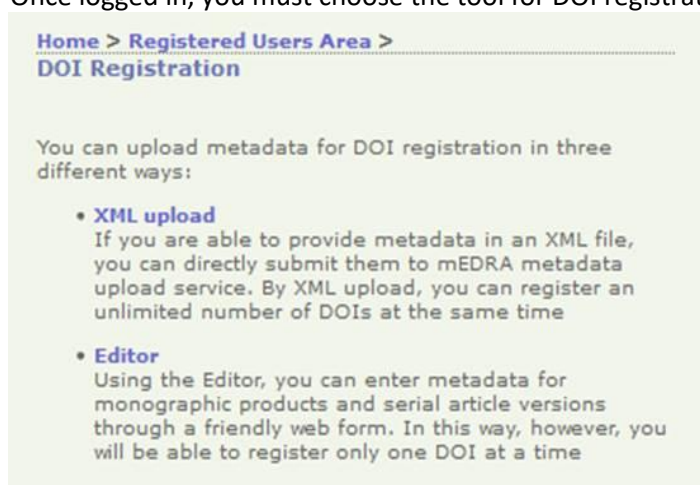 Once logged in, you must choose the tool for DOI registrat
Home > Registered Users Area >
DOI Registration
You can upload metadata for DOI registration in three
different ways:
• XML upload
If you are able to provide metadata in an XML file,
you can directly submit them to mEDRA metadata
upload service. By XML upload, you can register an
unlimited number of DOIs at the same time
• Editor
Using the Editor, you can enter metadata for
monographic products and serial article versions
through a friendly web form. In this way, however, you
will be able to register only one DOI at a time